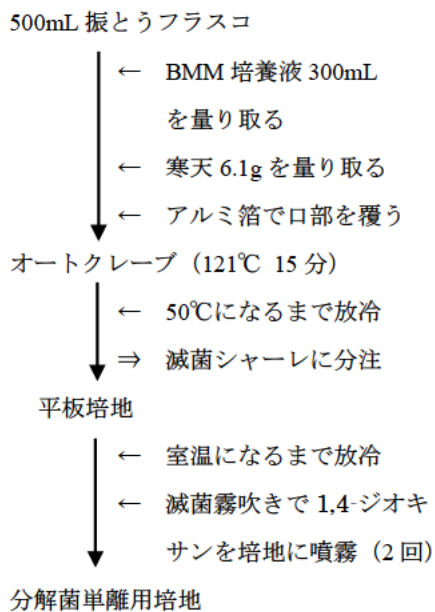 500mL 振とうフラスコ
← BMM 培養液 300mL
を量り取る
← 寒天 6.1g を量り取る
← アルミ箔で口部を覆う
オートクレーブ（121℃ 15 分）
← 50℃になるまで放冷
⇒ 滅菌シャーレに分注
平板培地
← 室温になるまで放冷
← 滅菌霧吹きで 1,4-ジオキ
サンを培地に噴霧（2 回）
分解菌単離用培地